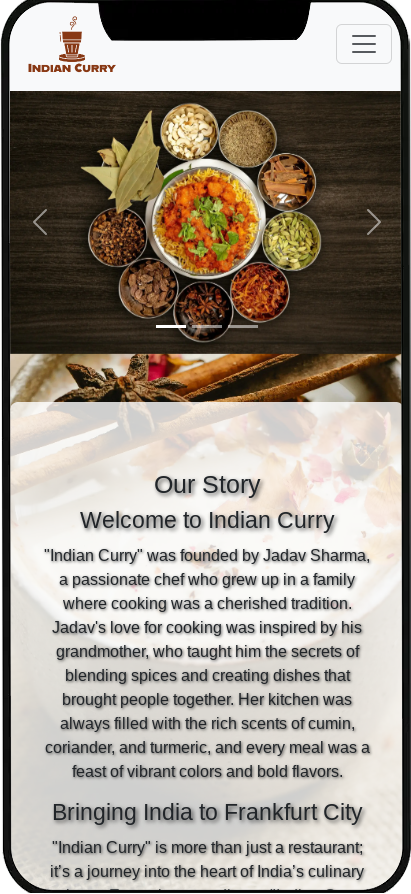 INDIAN CURRY
Our Story
Welcome to Indian Curry
"Indian Curry" was founded by Jadav Sharma,
a passionate chef who grew up in a family
where cooking was a cherished tradition.
Jadav's love for cooking was inspired by his
grandmother, who taught him the secrets of
blending spices and creating dishes that
brought people together. Her kitchen was
always filled with the rich scents of cumin,
coriander, and turmeric, and every meal was a
feast of vibrant colors and bold flavors.
Bringing India to Frankfurt City
"Indian Curry" is more than just a restaurant;
it’s a journey into the heart of India’s culinary